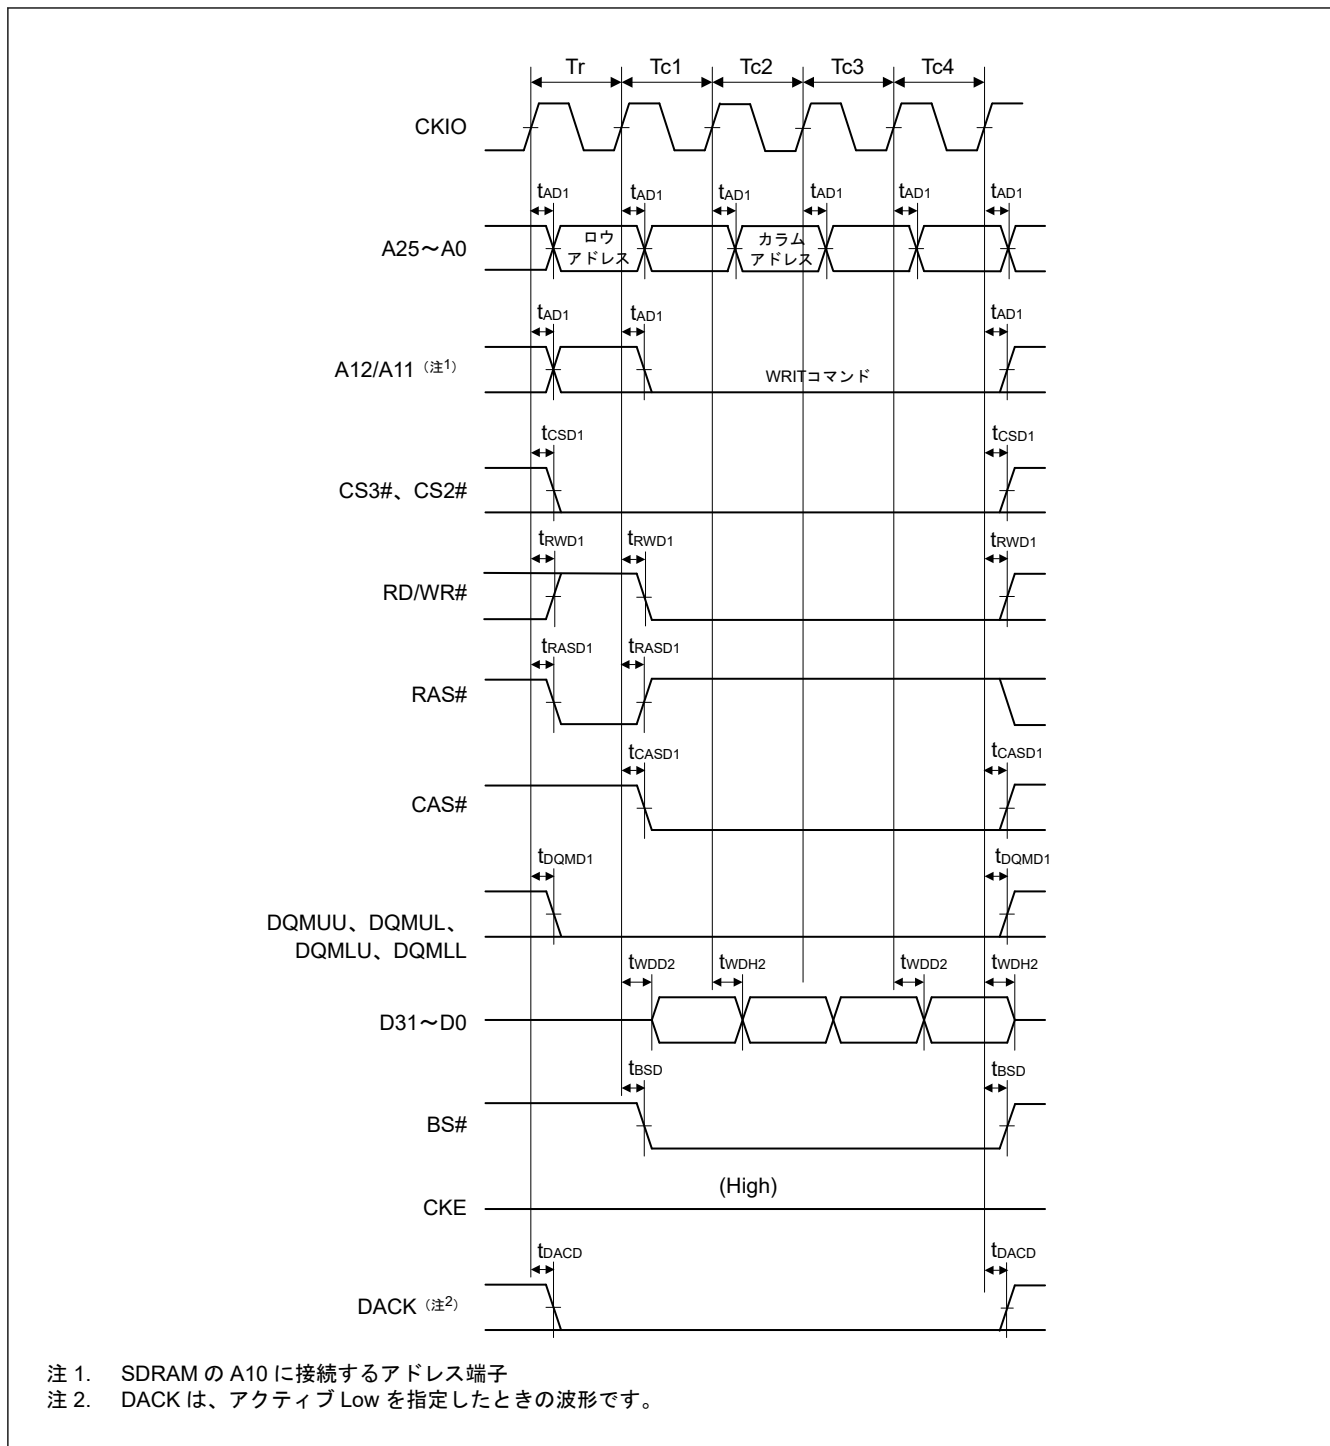 Tr Tc1 Tc2 Tc3 Tc4
CKIO
tAD1 tAD1 tAD1 tAD1 tAD1 tAD1
A25～A0
ロウ
アドレス
カラム
アドレス
tAD1 tAD1 tAD1
A12/A11（注1）
WRITコマンド
tCSD1 tCSD1
CS3#、CS2#
tRWD1 tRWD1 tRWD1
RD/WR#
tRASD1 tRASD1
RAS#
tCASD1 tCASD1
CAS#
tDQMD1 tDQMD1
DQMUU、DQMUL、
DQMLU、DQMLL
tWDD2 tWDH2 tWDD2 tWDH2
D31～D0
tBSD tBSD
BS#
(High)
CKE
tDACD tDACD
DACK（注2）
注 1. SDRAM の A10 に接続するアドレス端子
注 2. DACK は、アクティブ Low を指定したときの波形です。